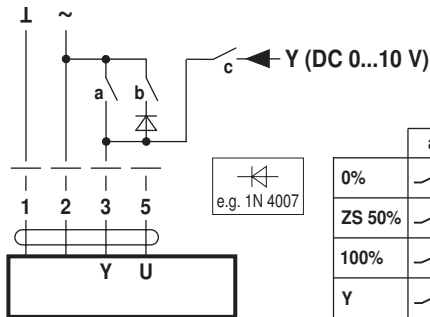 ⊥ ~
a b c Y (DC 0...10 V)
e.g. 1N 4007
1 2 3 5
Y U
a
0%
ZS 50%
100%
Y